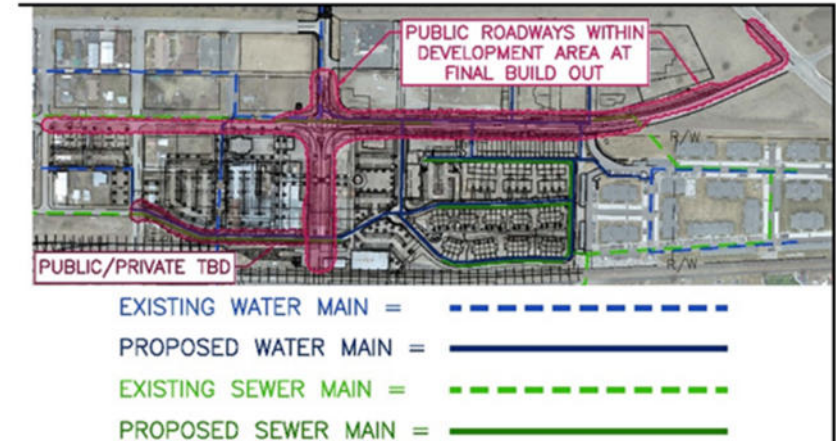 PUBLIC ROADWAYS WITHIN
DEVELOPMENT AREA AT
FINAL BUILD OUT
R/W
R/W
PUBLIC/PRIVATE TBD
EXISTING WATER MAIN =
PROPOSED WATER MAIN =
EXISTING SEWER MAIN =
PROPOSED SEWER MAIN =